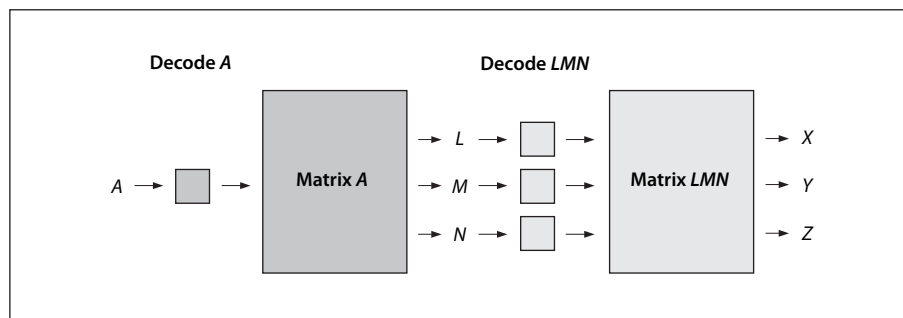 Decode A Decode LMN
L X
A Matrix A M Matrix LMN Y
N Z